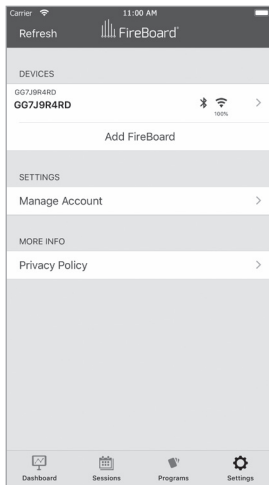 Carrier 11:00 AM
Refresh FireBoard
DEVICES
GG7J9R4RD
GG7J9R4RD
100%
Add FireBoard
SETTINGS
Manage Account
MORE INFO
Privacy Policy
Dashboard Sessions Programs Settings